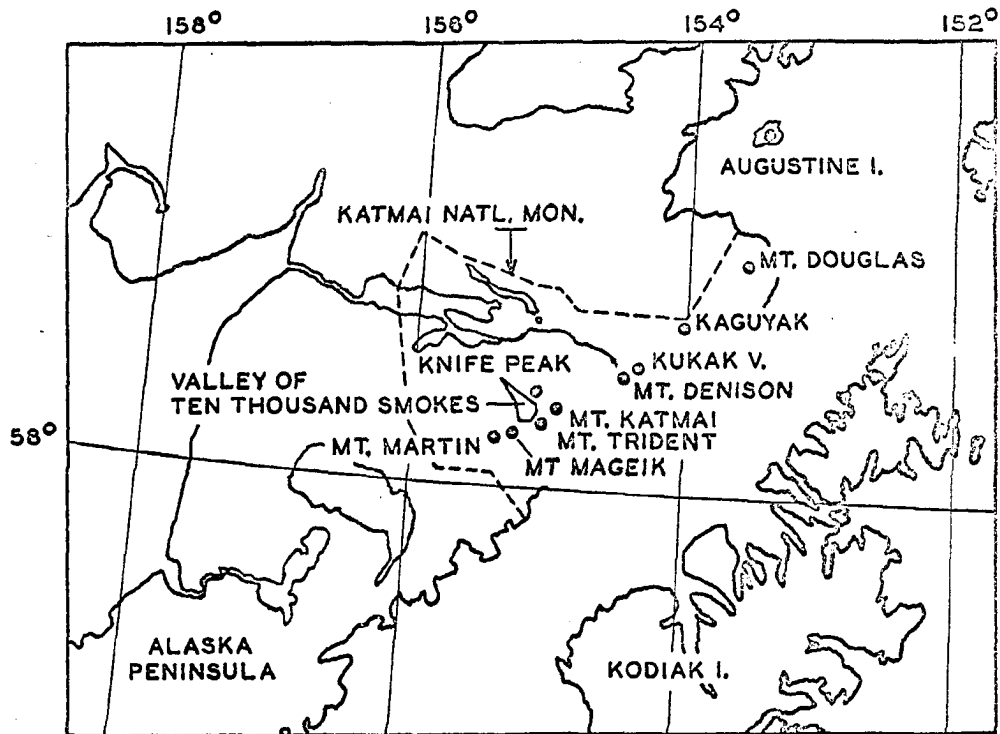 158° 156° 154° 152°
AUGUSTINE I.
KATMAI NATL. MON.
MT. DOUGLAS
KAGUYAK
KNIFE PEAK
KUKAK V.
MT. DENISON
VALLEY OF
TEN THOUSAND SMOKES
MT. KATMAI
58°
MT. MARTIN
MT. TRIDENT
MT MAGEIK
ALASKA
PENINSULA
KODIAK I.